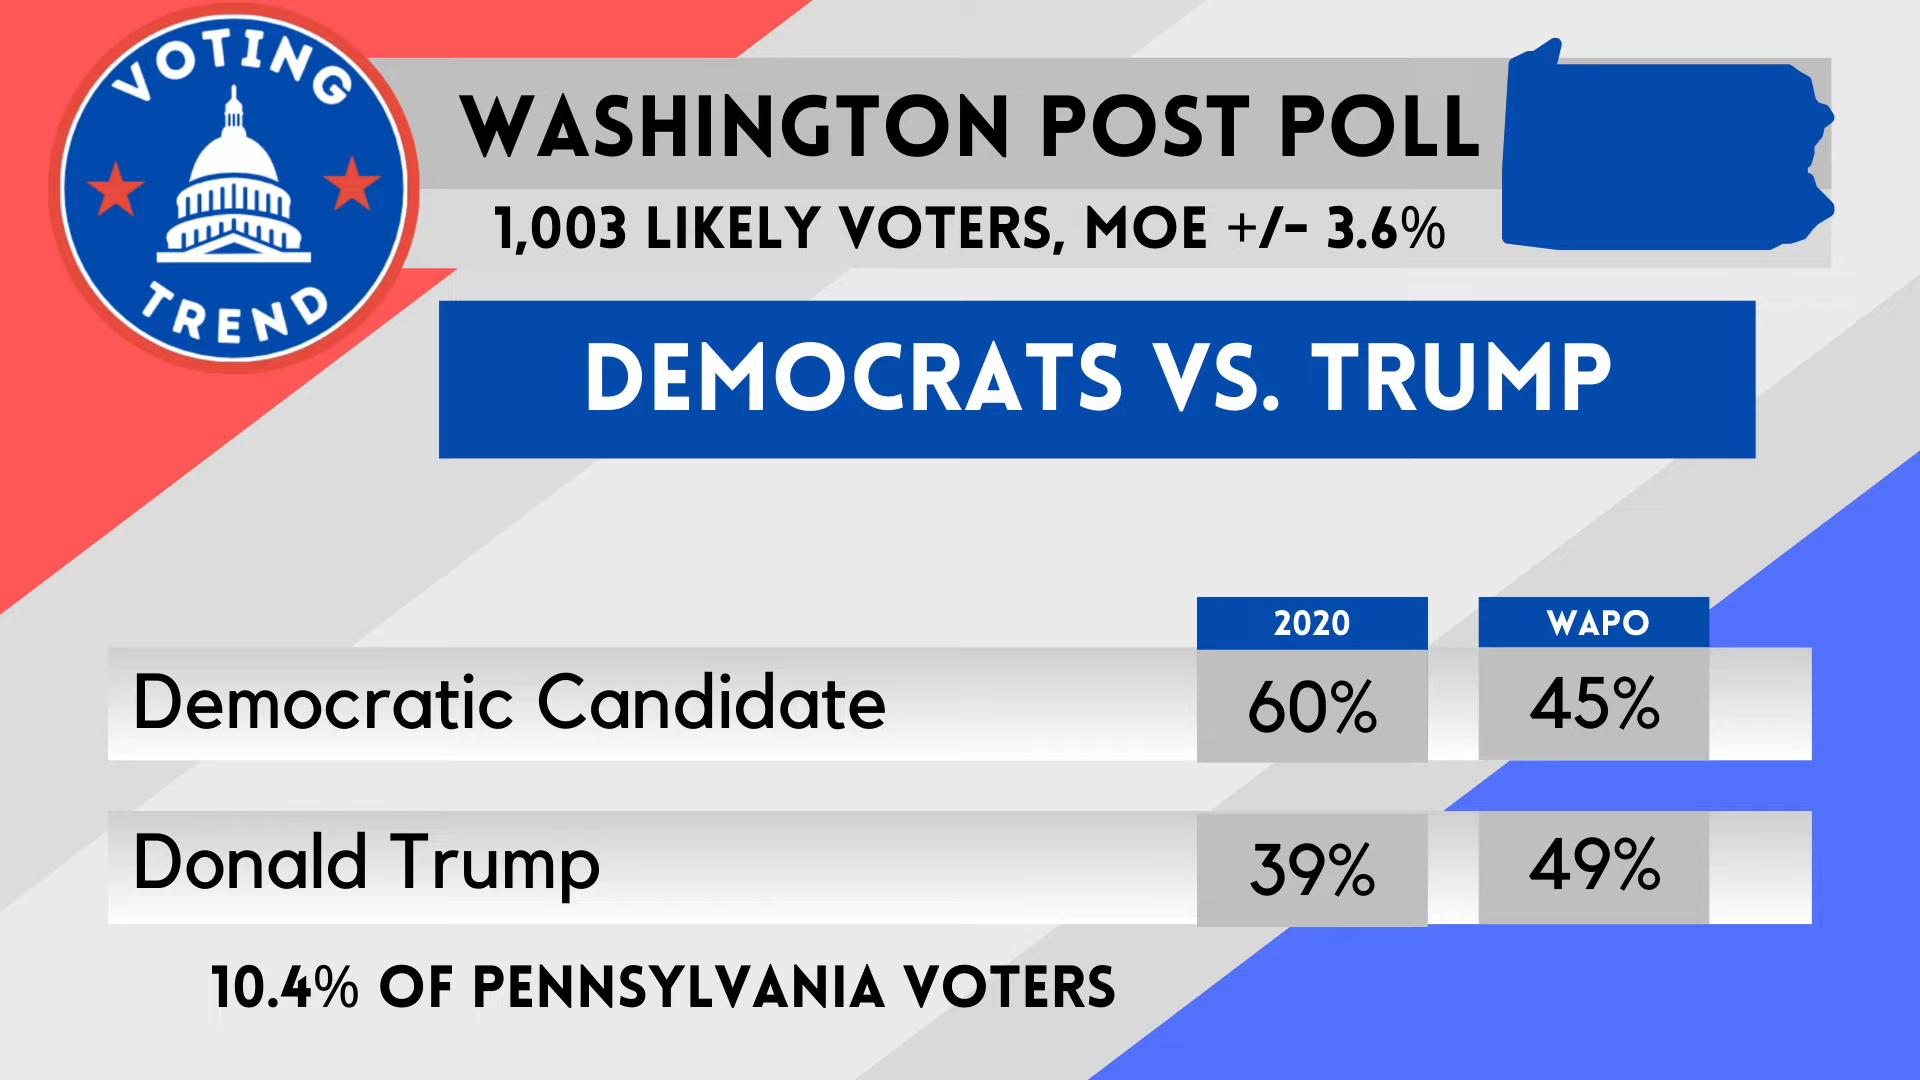 VOTING
TREND
WASHINGTON POST POLL
1,003 LIKELY VOTERS, MOE +/- 3.6%
DEMOCRATS VS. TRUMP
2020 WAPO
Democratic Candidate 60% 45%
Donald Trump 39% 49%
10.4% OF PENNSYLVANIA VOTERS